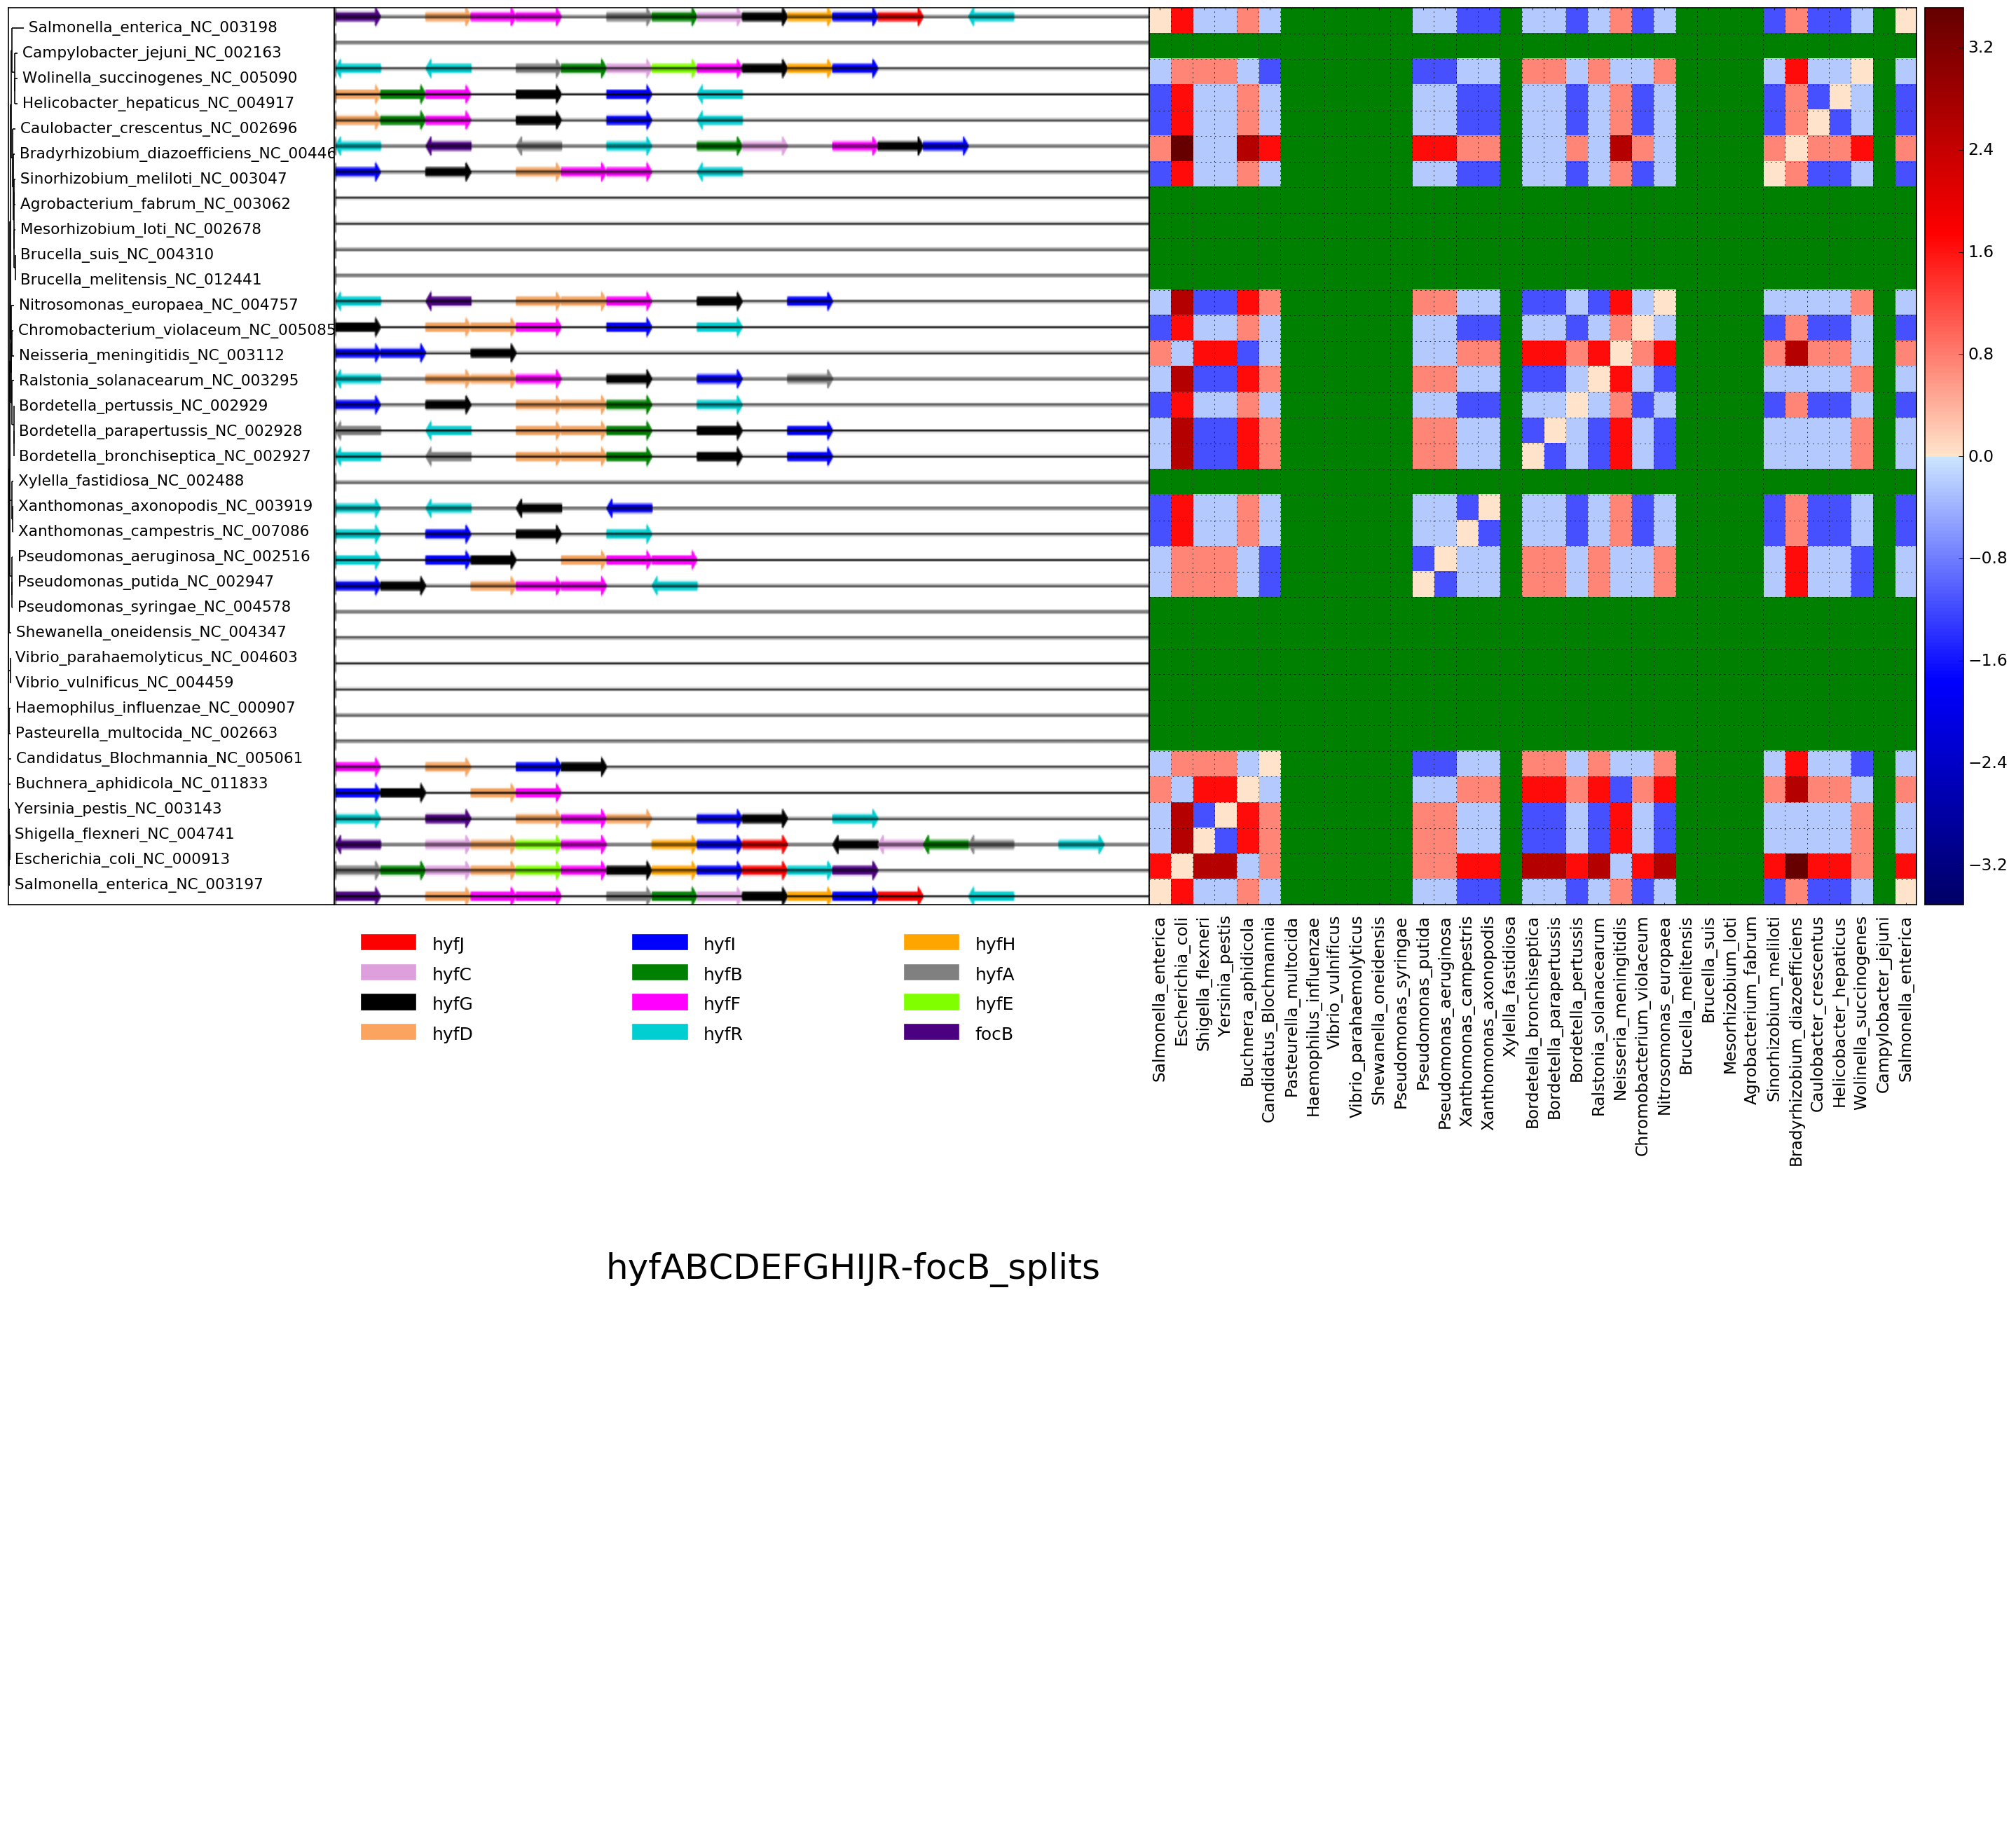 Salmonella_enterica_NC_003198
Campylobacter_jejuni_NC_002163
Wolinella_succinogenes_NC_005090
Helicobacter_hepaticus_NC_004917
Caulobacter_crescentus_NC_002696
Bradyrhizobium_diazoefficiens_NC_00446
Sinorhizobium_meliloti_NC_003047
Agrobacterium_fabrum_NC_003062
Mesorhizobium_loti_NC_002678
Brucella_suis_NC_004310
Brucella_melitensis_NC_012441
Nitrosomonas_europaea_NC_004757
Chromobacterium_violaceum_NC_005085
Neisseria_meningitidis_NC_003112
Ralstonia_solanacearum_NC_003295
Bordetella_pertussis_NC_002929
Bordetella_parapertussis_NC_002928
Bordetella_bronchiseptica_NC_002927
Xylella_fastidiosa_NC_002488
Xanthomonas_axonopodis_NC_003919
Xanthomonas_campestris_NC_007086
Pseudomonas_aeruginosa_NC_002516
Pseudomonas_putida_NC_002947
Pseudomonas_syringae_NC_004578
Shewanella_oneidensis_NC_004347
Vibrio_parahaemolyticus_NC_004603
Vibrio_vulnificus_NC_004459
Haemophilus_influenzae_NC_000907
Pasteurella_multocida_NC_002663
Candidatus_Blochmannia_NC_005061
Buchnera_aphidicola_NC_011833
Yersinia_pestis_NC_003143
Shigella_flexneri_NC_004741
Escherichia_coli_NC_000913
Salmonella_enterica_NC_003197
3.2
2.4
1.6
0.8
0.0
−0.8
−1.6
−2.4
−3.2
Salmonella_enterica
Escherichia_coli
Shigella_flexneri
Yersinia_pestis
Buchnera_aphidicola
Candidatus_Blochmannia
Pasteurella_multocida
Haemophilus_influenzae
Vibrio_vulnificus
Vibrio_parahaemolyticus
Shewanella_oneidensis
Pseudomonas_syringae
Pseudomonas_putida
Pseudomonas_aeruginosa
Xanthomonas_campestris
Xanthomonas_axonopodis
Xylella_fastidiosa
Bordetella_bronchiseptica
Bordetella_parapertussis
Bordetella_pertussis
Ralstonia_solanacearum
Neisseria_meningitidis
Chromobacterium_violaceum
Nitrosomonas_europaea
Brucella_melitensis
Brucella_suis
Mesorhizobium_loti
Agrobacterium_fabrum
Sinorhizobium_meliloti
Bradyrhizobium_diazoefficiens
Caulobacter_crescentus
Helicobacter_hepaticus
Wolinella_succinogenes
Campylobacter_jejuni
Salmonella_enterica
hyfJ hyfI hyfH
hyfC hyfB hyfA
hyfG hyfF hyfE
hyfD hyfR focB
hyfABCDEFGHIJR-focB_splits